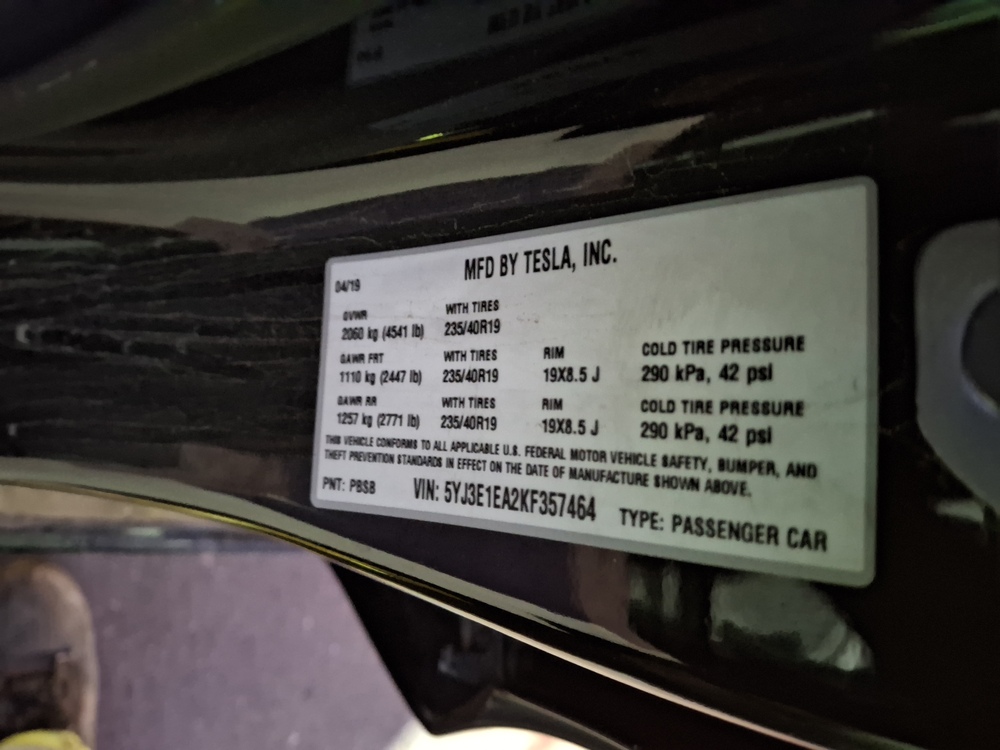 MFD BY TESLA, INC.
04/19
GVWR WITH TIRES
2060 kg (4541 lb) 235/40R19
GAWR FRT WITH TIRES RIM COLD TIRE PRESSURE
1110 kg (2447 lb) 235/40R19 19X8.5 J 290 kPa, 42 psi
GAWR RR WITH TIRES RIM COLD TIRE PRESSURE
1257 kg (2771 lb) 235/40R19 19X8.5 J 290 kPa, 42 psi
THIS VEHICLE CONFORMS TO ALL APPLICABLE U.S. FEDERAL MOTOR VEHICLE SAFETY, BUMPER, AND
THEFT PREVENTION STANDARDS IN EFFECT ON THE DATE OF MANUFACTURE SHOWN ABOVE.
PNT: PBSB VIN: 5YJ3E1EA2KF357464 TYPE: PASSENGER CAR